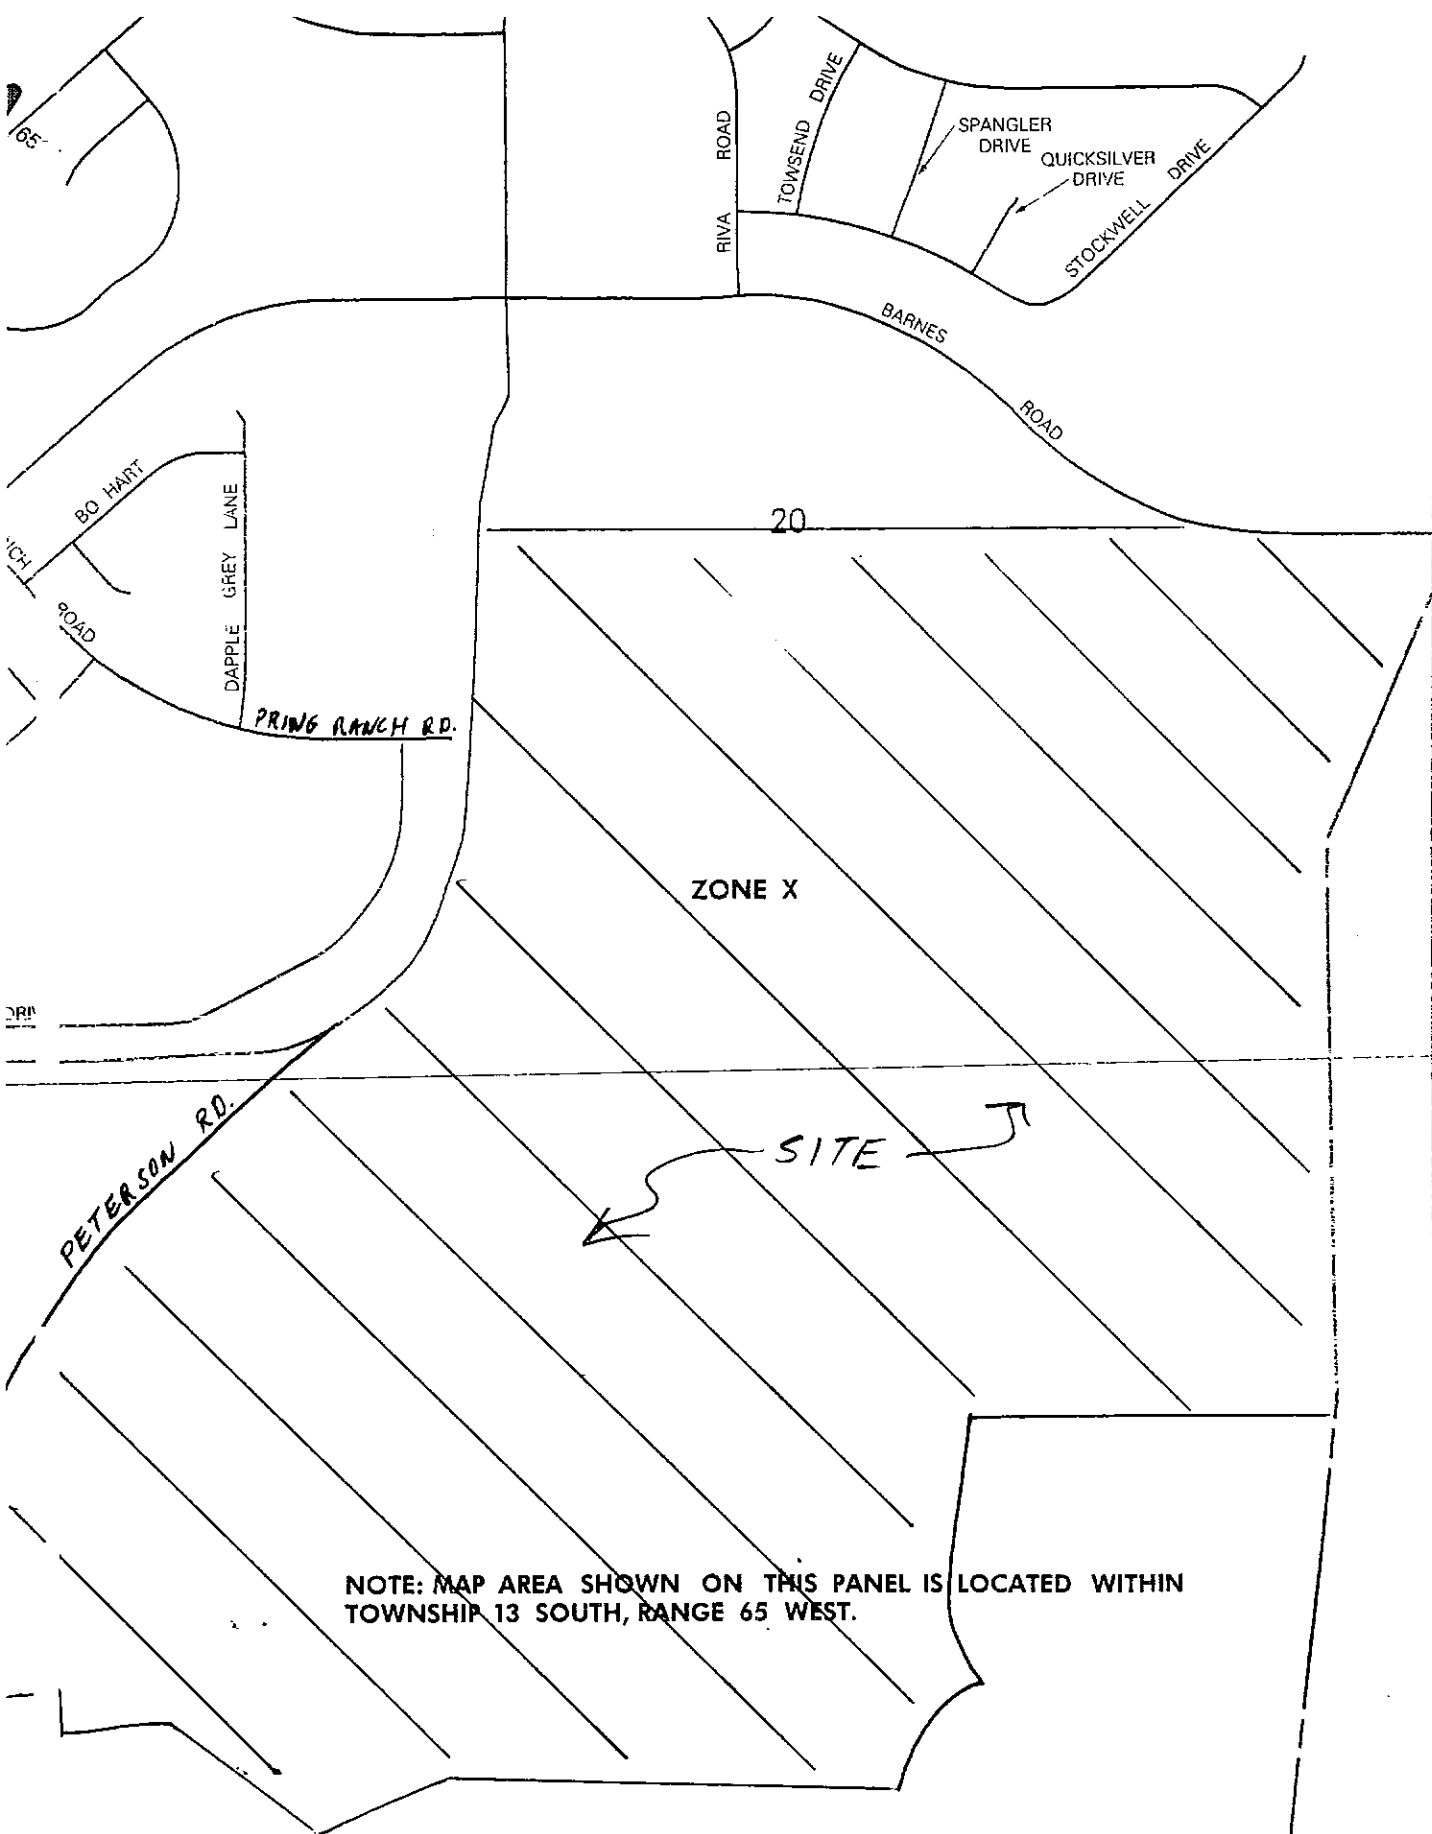 65
ROAD
RIVA
TOWSEND DRIVE
SPANGLER
DRIVE
QUICKSILVER
DRIVE
STOCKWELL DRIVE
BARNES
ROAD
BO HART
DAPPLE GREY LANE
20
ROAD
PRING RANCH RD.
ZONE X
PETERSON RD.
SITE
NOTE: MAP AREA SHOWN ON THIS PANEL IS LOCATED WITHIN
TOWNSHIP 13 SOUTH, RANGE 65 WEST.